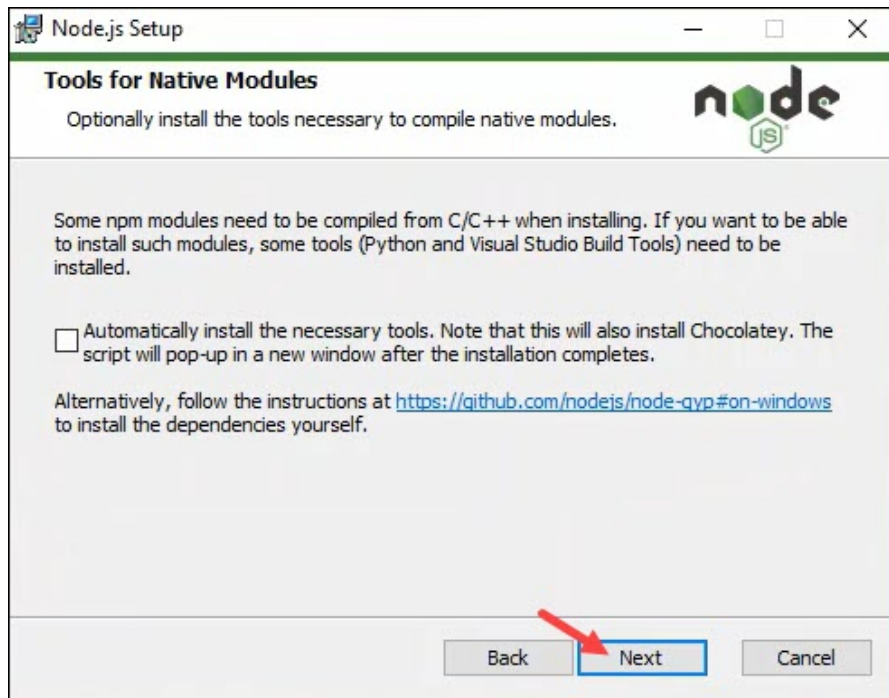 Node.js Setup
Tools for Native Modules
Optionally install the tools necessary to compile native modules.
node
JS
Some npm modules need to be compiled from C/C++ when installing. If you want to be able
to install such modules, some tools (Python and Visual Studio Build Tools) need to be
installed.
Automatically install the necessary tools. Note that this will also install Chocolatey. The
script will pop-up in a new window after the installation completes.
Alternatively, follow the instructions at https://github.com/nodejs/node-gyp#on-windows
to install the dependencies yourself.
Back Next Cancel